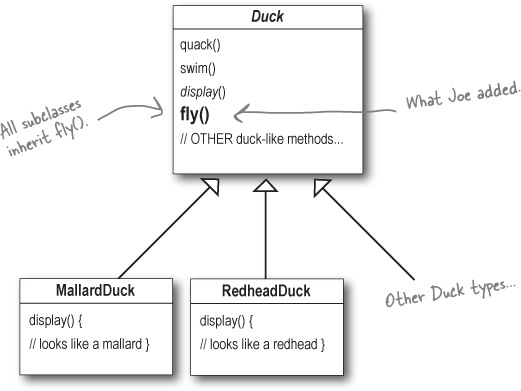 Duck
quack()
swim()
display()
fly()
// OTHER duck-like methods...
All subclasses
inherit fly().
What Joe added.
MallardDuck
display() {
// looks like a mallard }
RedheadDuck
display() {
// looks like a redhead }
Other Duck types...